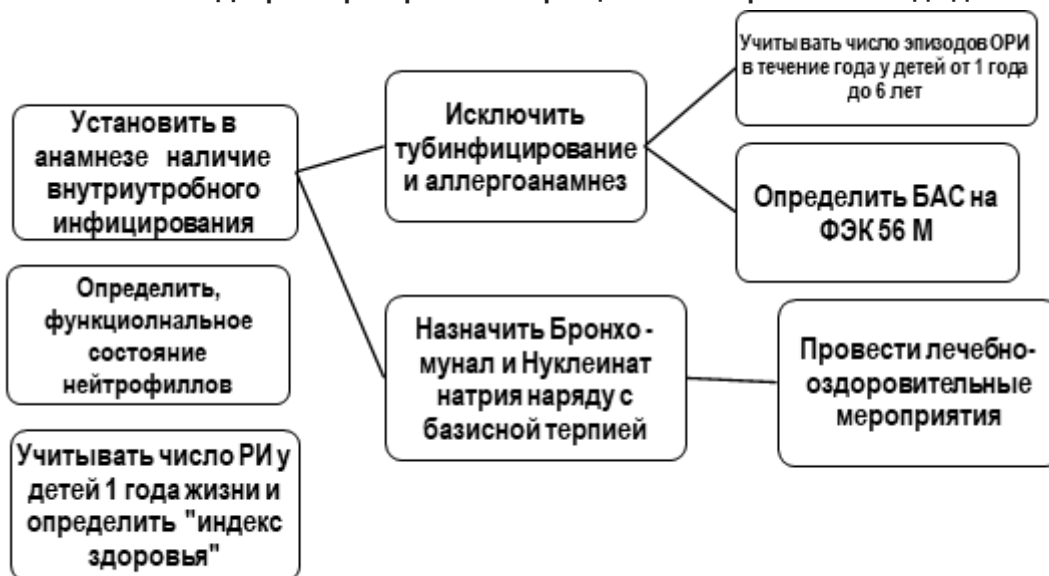 Установить в
анамнезе наличие
внутриутробного
инфицирования
Определить,
функциолнальное
состояние
нейтрофиллов
Учитывать число РИ у
детей 1 года жизни и
определить "индекс
здоровья"
Исключить
тубинфицирование
и аллергоанамнез
Назначить Бронхо -
мунал и Нуклеинат
натрия наряду с
базисной терпией
Учитывать число эпизодов ОРИ
в течение года у детей от 1 года
до 6 лет
Определить БАС на
ФЭК 56 М
Провести лечебно-
оздоровительные
мероприятия